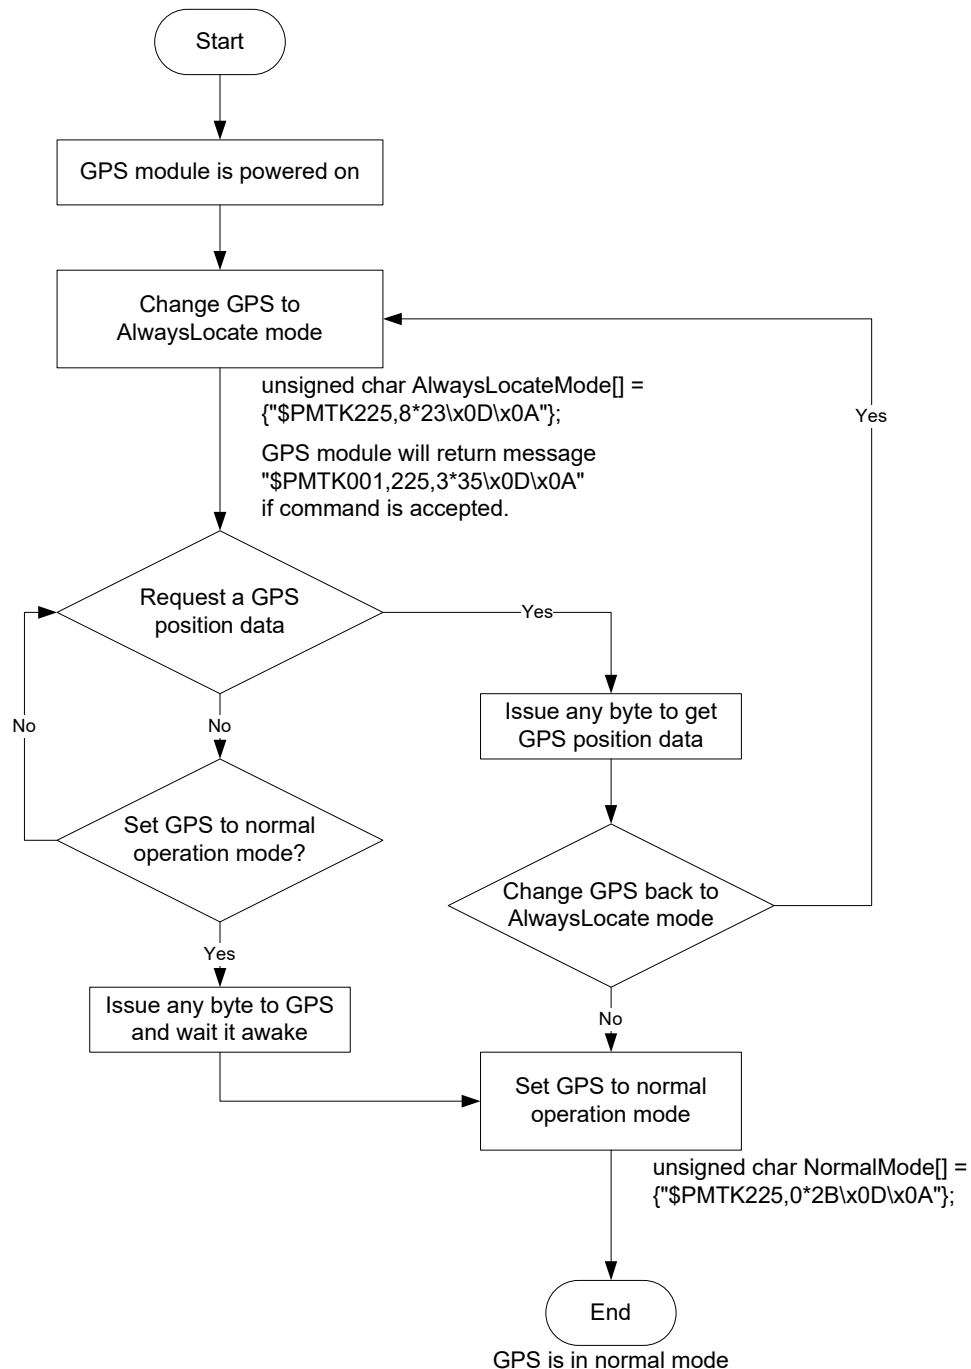 Start
GPS module is powered on
Change GPS to
AlwaysLocate mode
unsigned char AlwaysLocateMode[] =
{"$PMTK225,8*23\x0D\x0A"};
GPS module will return message
"$PMTK001,225,3*35\x0D\x0A"
if command is accepted.
Yes
Request a GPS
position data
Yes
No
No
Issue any byte to get
GPS position data
Set GPS to normal
operation mode?
Change GPS back to
AlwaysLocate mode
Yes
Issue any byte to GPS
and wait it awake
No
Set GPS to normal
operation mode
unsigned char NormalMode[] =
{"$PMTK225,0*2B\x0D\x0A"};
End
GPS is in normal mode